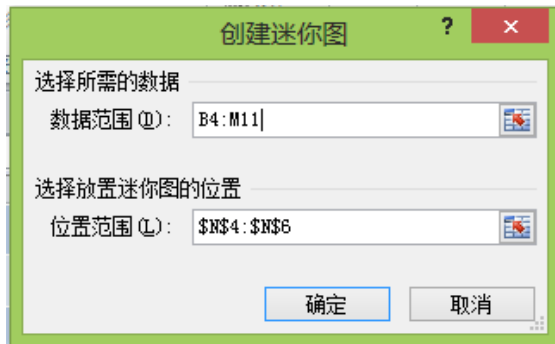 创建迷你图
?
×
选择所需的数据
数据范围(D): B4:M11
选择放置迷你图的位置
位置范围(L): $N$4:$N$6
确定 取消